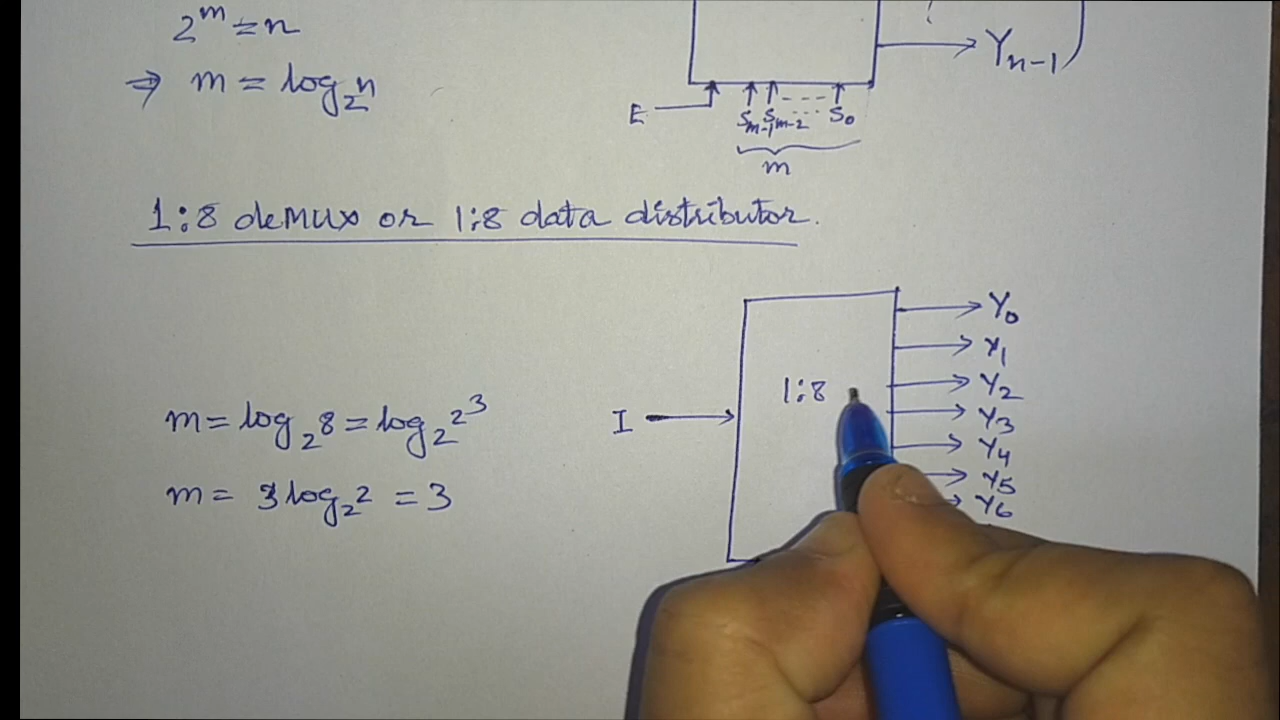 2^m = n
⇒ m = log₂n
Y_{n-1}
E
S_{m-1} S_{m-2} ---- S₀
m
1:8 demux or 1:8 data distributor.
m = log₂8 = log₂2³
m = 3log₂2 = 3
I
1:8
Y₀
Y₁
Y₂
Y₃
Y₄
Y₅
Y₆